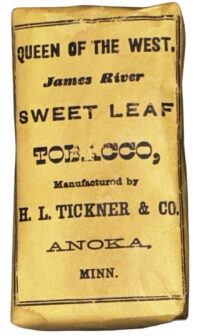 QUEEN OF THE WEST.
James River
SWEET LEAF
TOBACCO,
Manufactured by
H. L. TICKNER & CO.
ANOKA,
MINN.